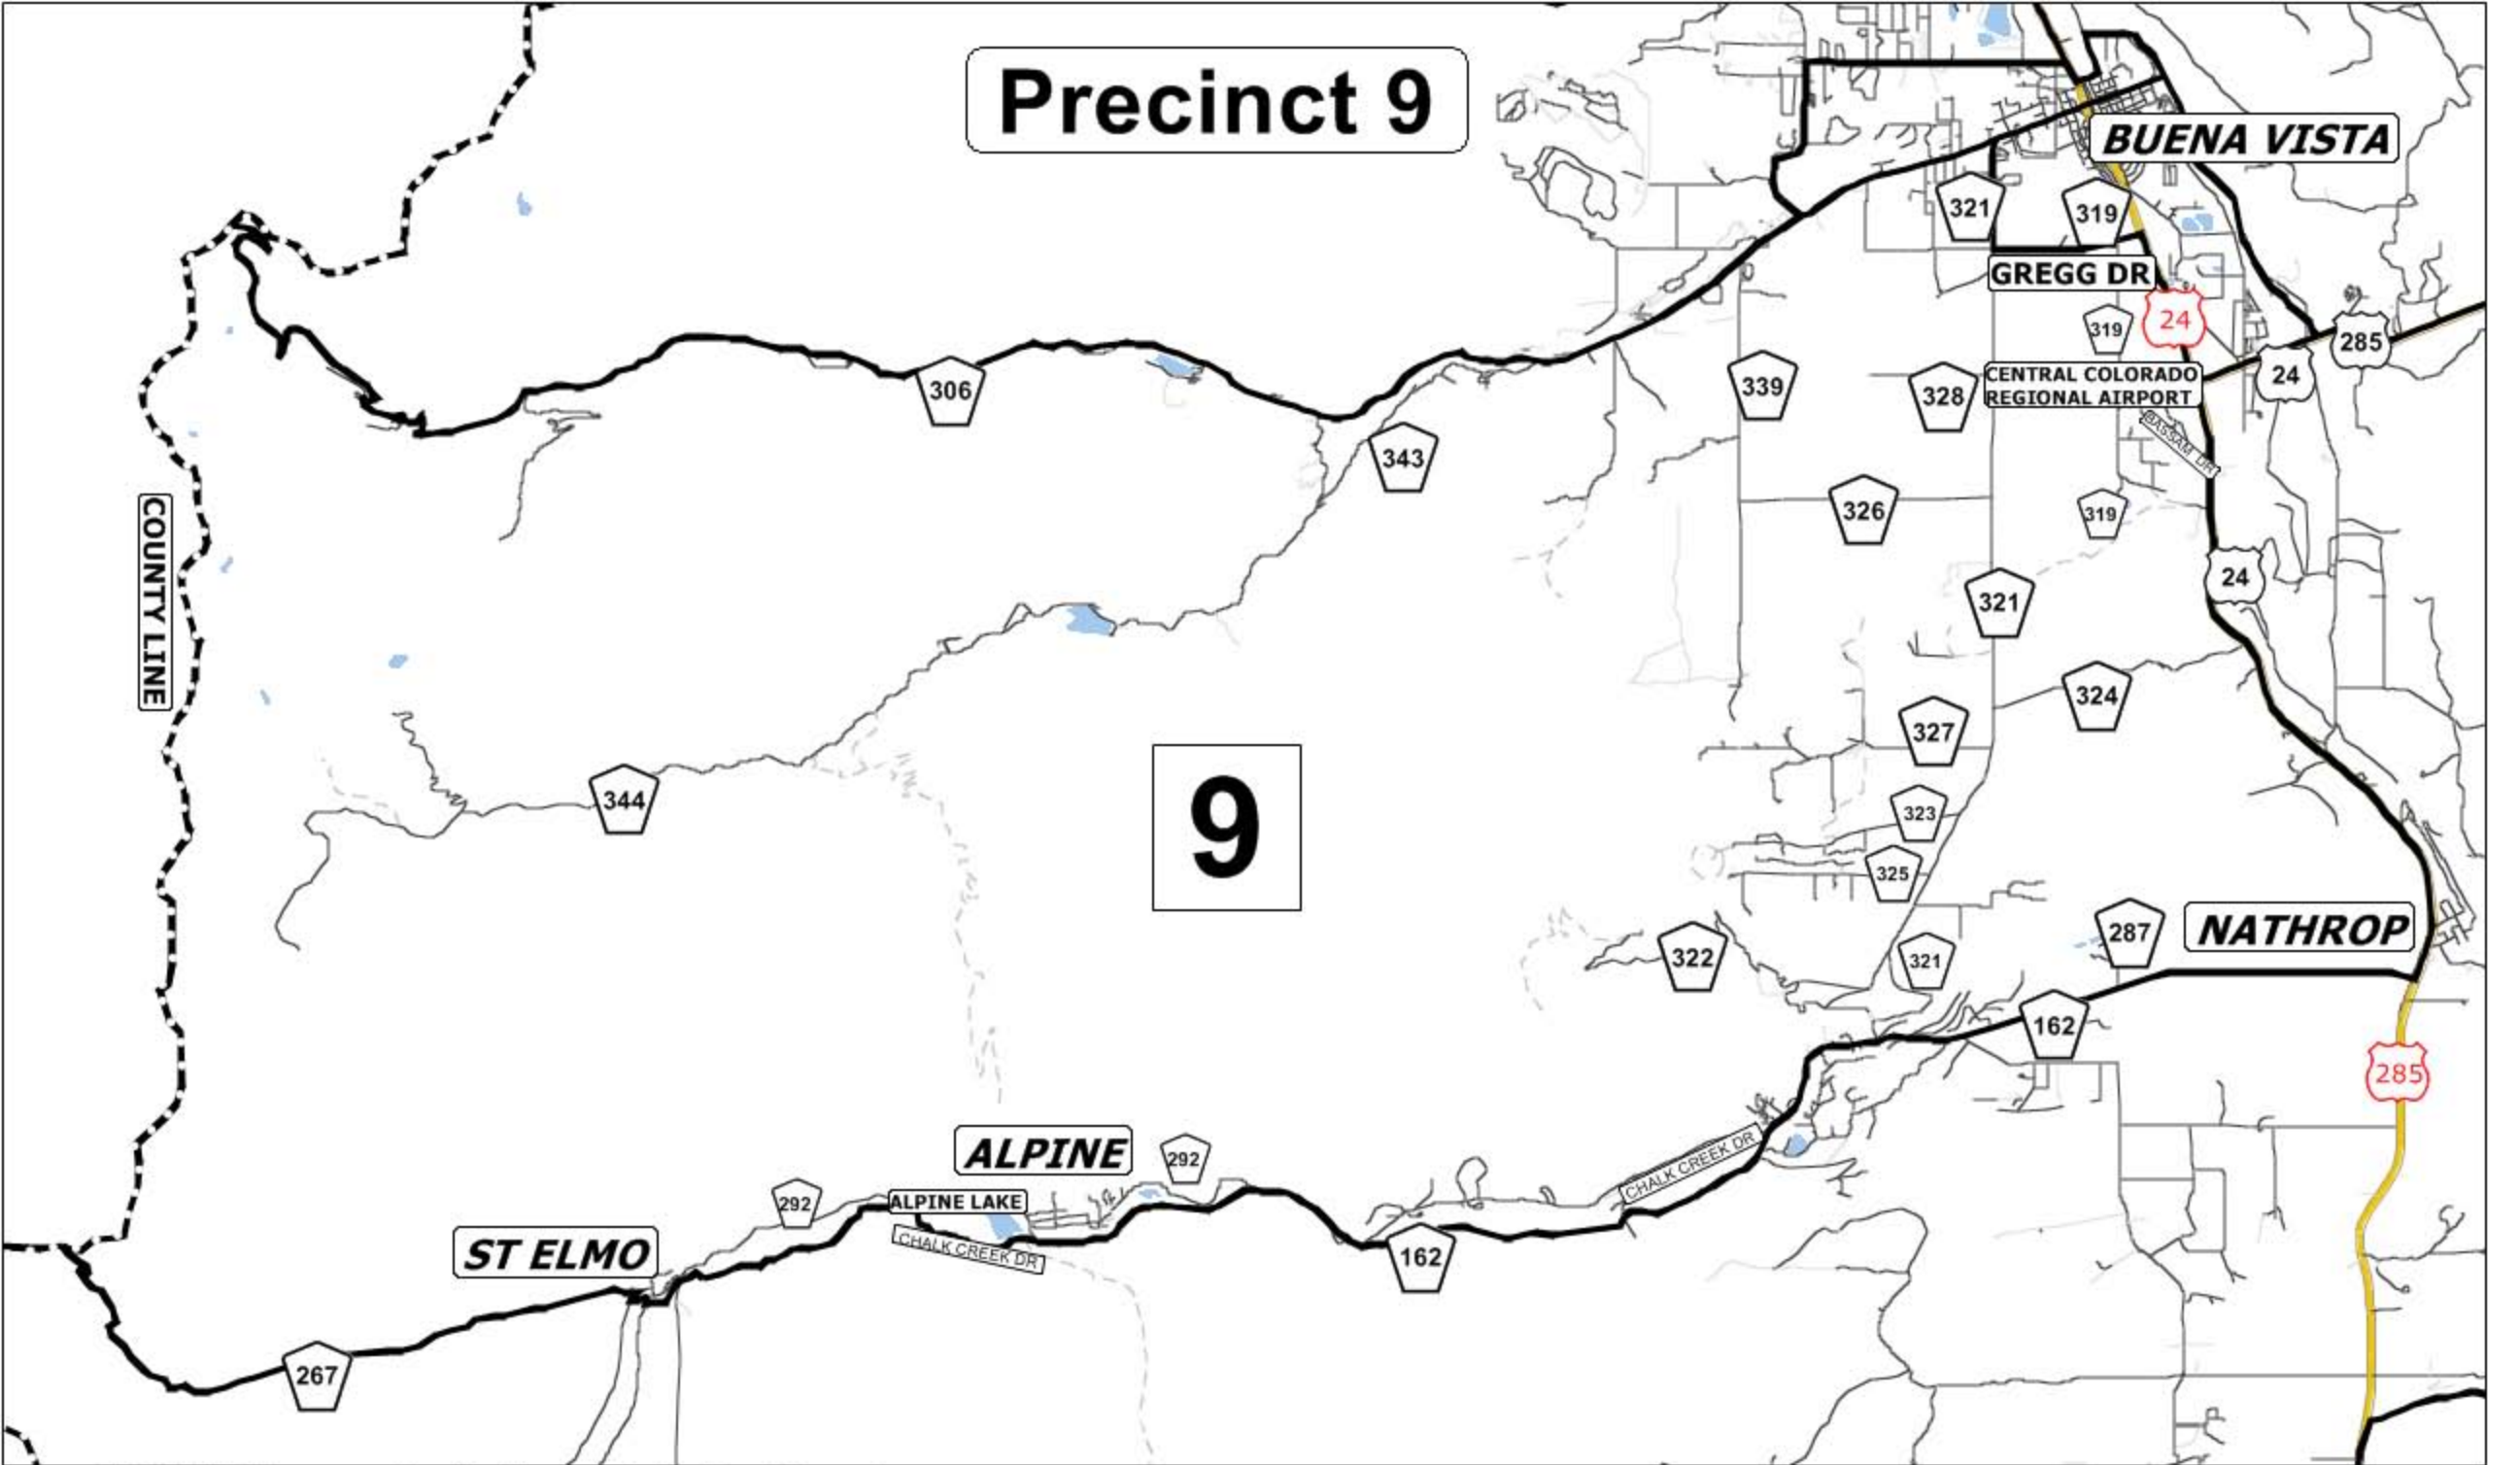 Precinct 9
BUENA VISTA
321
319
GREGG DR
24
319
285
24
CENTRAL COLORADO
REGIONAL AIRPORT
306
339
328
343
BASSAM DR
COUNTY LINE
326
319
24
321
324
327
344
9
323
325
322
321
287
NATHROP
162
285
ALPINE
292
CHALK CREEK DR
292
ALPINE LAKE
ST ELMO
CHALK CREEK DR
162
267